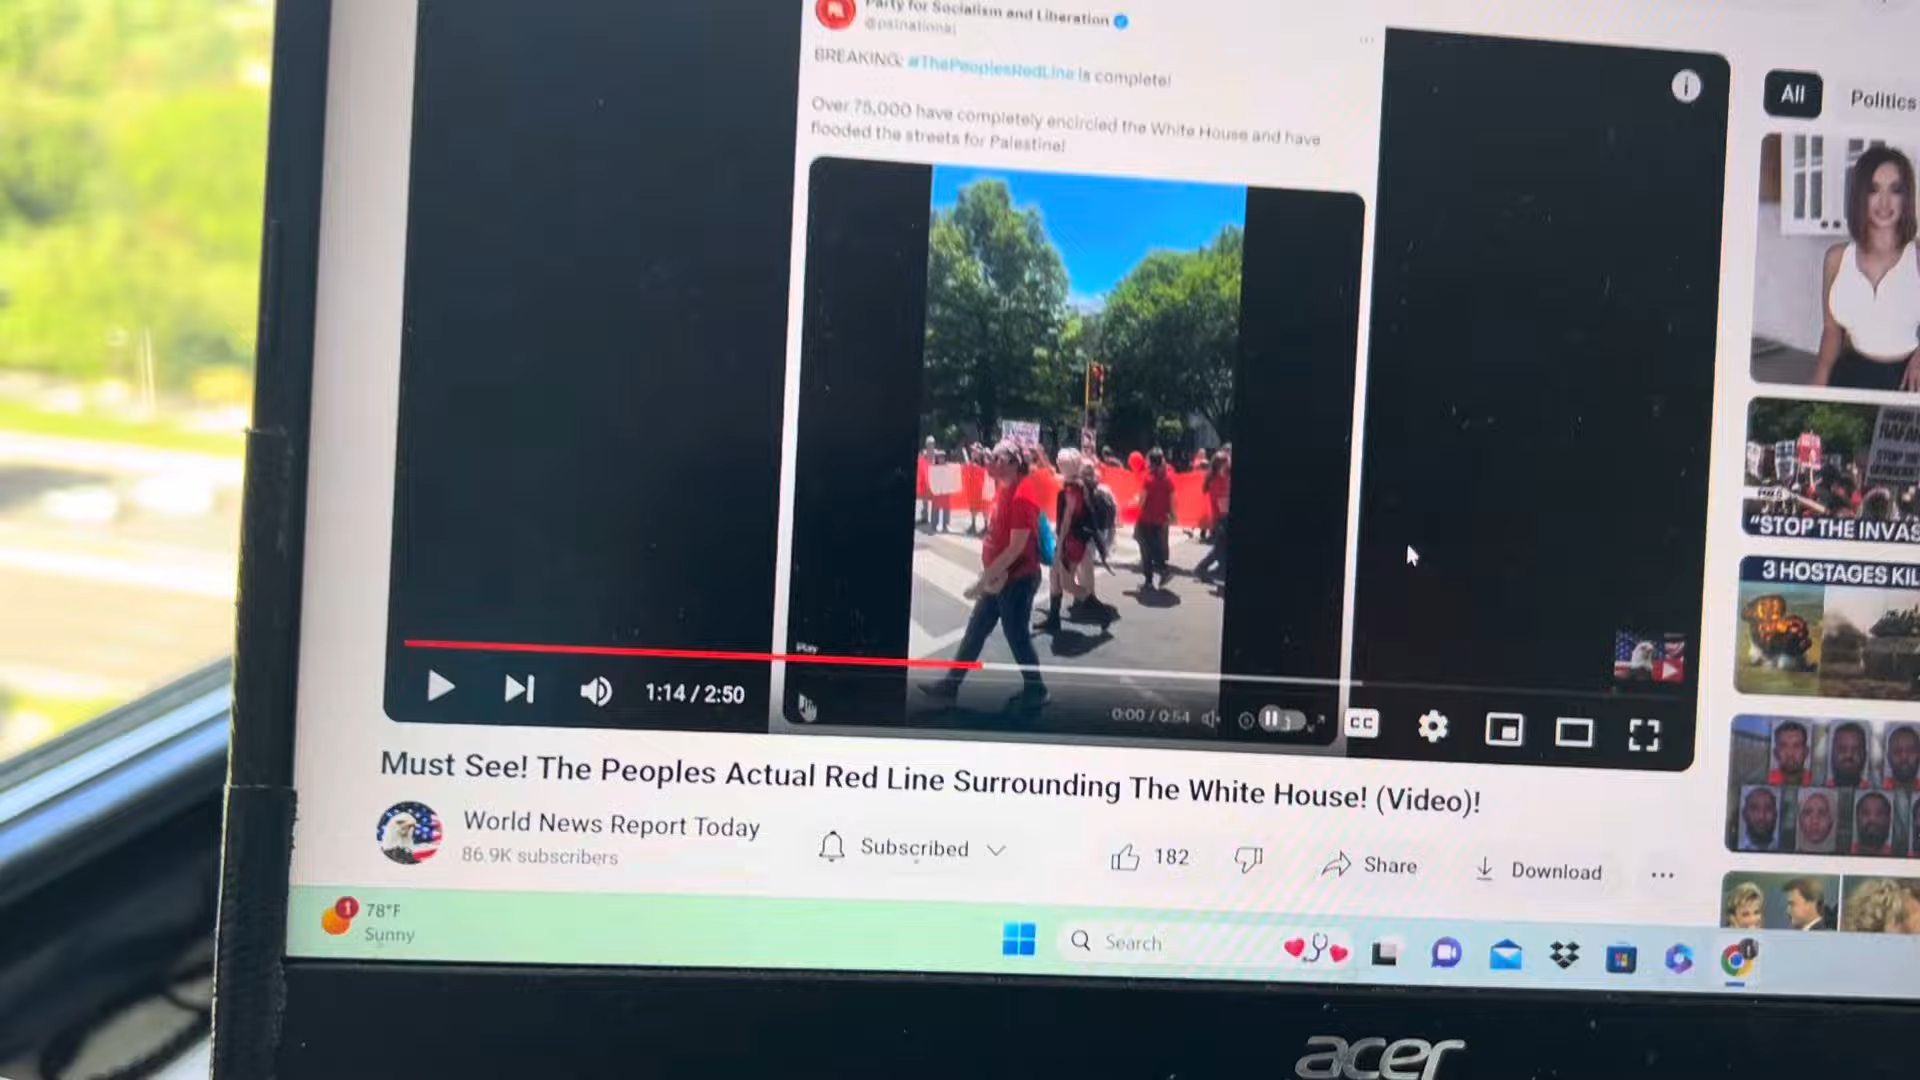 Party for Socialism and Liberation
@pslnational
BREAKING: #ThePeoplesRedLine is complete!
Over 75,000 have completely encircled the White House and have
flooded the streets for Palestine!
All
Politics
"STOP THE INVAS
3 HOSTAGES KIL
Play
1:14 / 2:50
0:00 / 0:54
CC
Must See! The Peoples Actual Red Line Surrounding The White House! (Video)!
World News Report Today
86.9K subscribers
Subscribed
182
Share
Download
1
78°F
Sunny
Search
acer